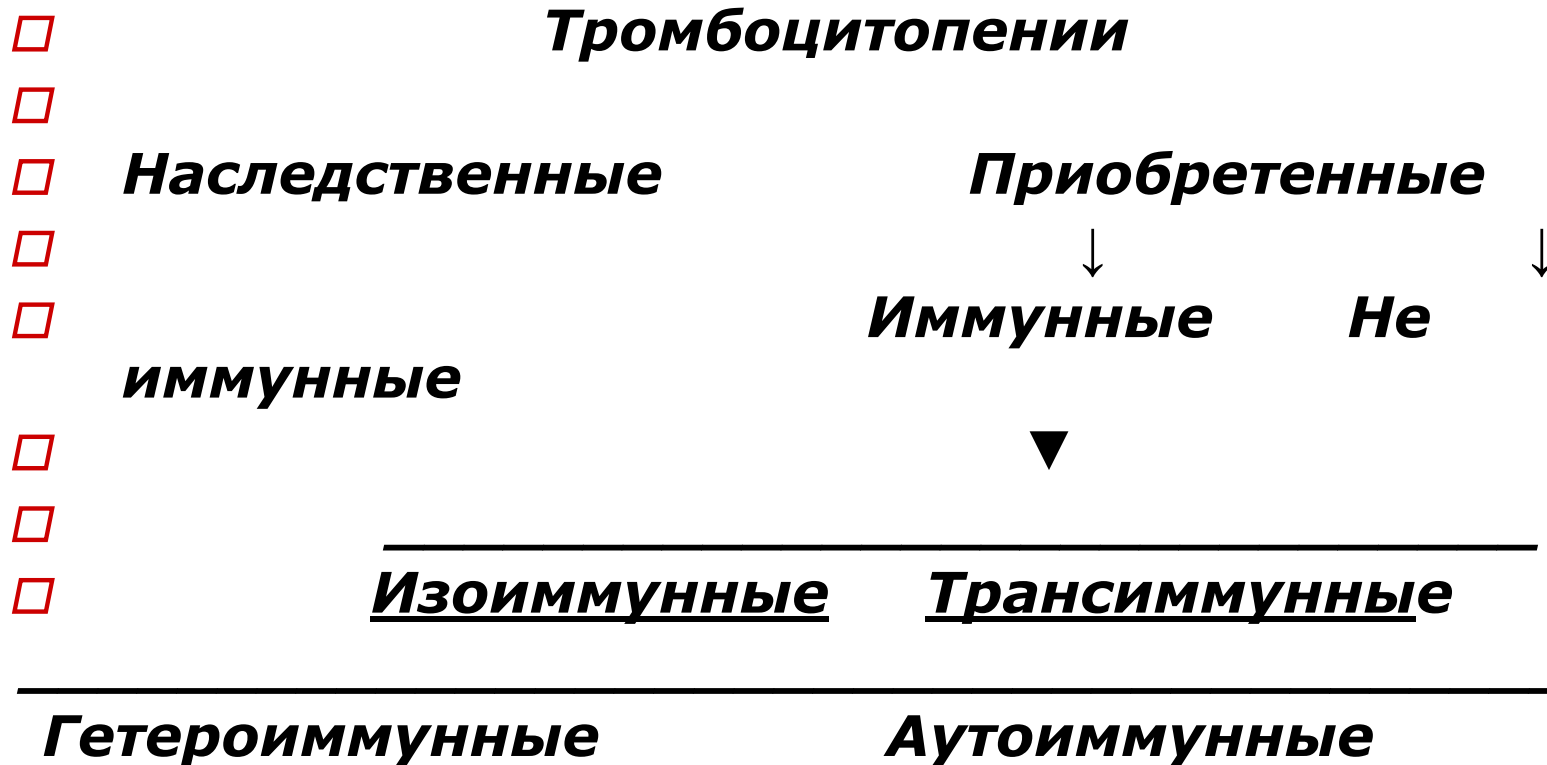 Тромбоцитопении
Наследственные Приобретенные
↓ ↓
Иммунные Не
иммунные
▼
Изоиммунные Трансиммунные
Гетероиммунные Аутоиммунные